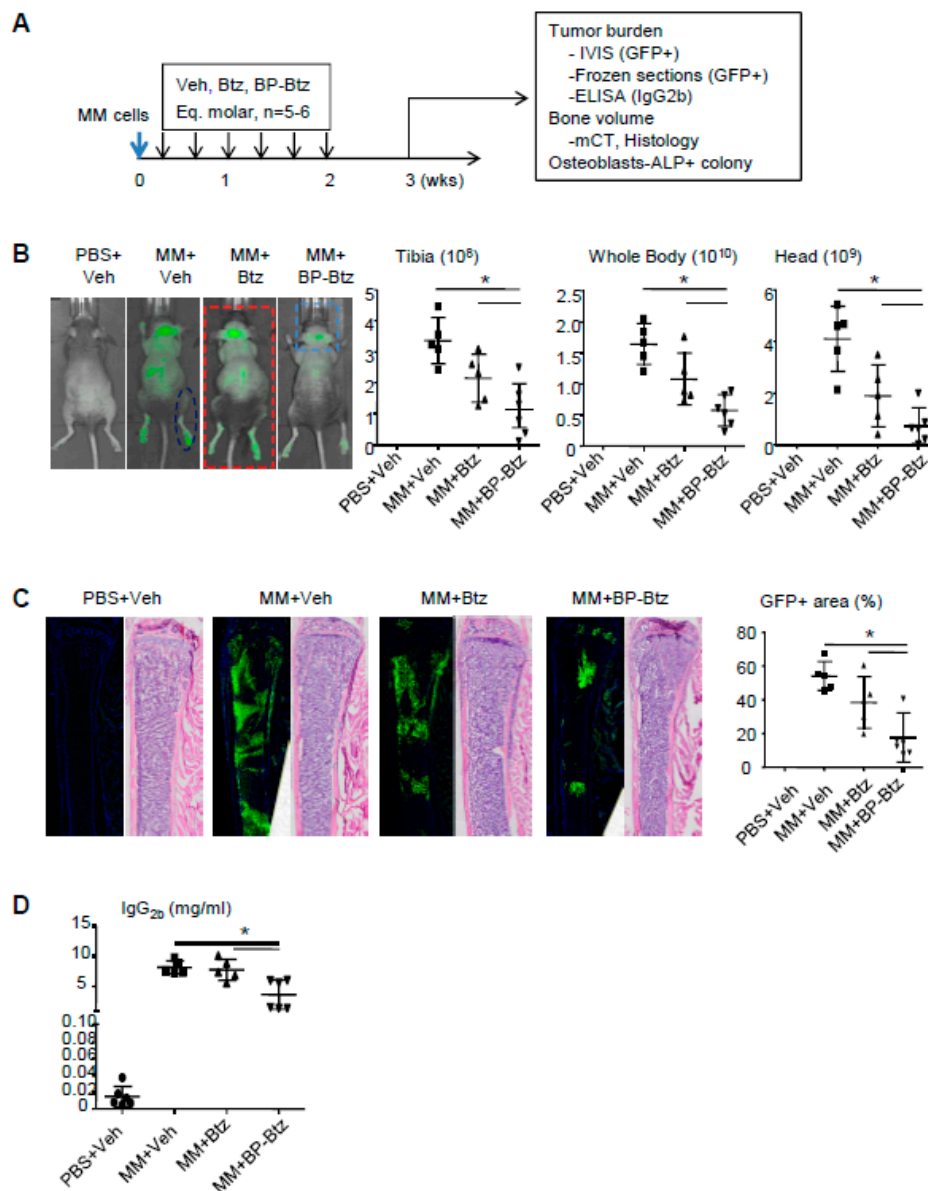 A
MM cells
Veh, Btz, BP-Btz
Eq. molar, n=5-6
0
1
2
3 (wks)
Tumor burden
- IVIS (GFP+)
-Frozen sections (GFP+)
-ELISA (IgG2b)
Bone volume
-mCT, Histology
Osteoblasts-ALP+ colony
B
PBS+
Veh
MM+
Veh
MM+
Btz
MM+
BP-Btz
Tibia (10⁸)
*
5
4
3
2
1
0
PBS+Veh
MM+Veh
MM+Btz
MM+BP-Btz
Whole Body (10¹⁰)
*
2.5
2.0
1.5
1.0
0.5
0
PBS+Veh
MM+Veh
MM+Btz
MM+BP-Btz
Head (10⁹)
*
6
4
2
0
PBS+Veh
MM+Veh
MM+Btz
MM+BP-Btz
C
PBS+Veh
MM+Veh
MM+Btz
MM+BP-Btz
GFP+ area (%)
*
80
60
40
20
0
PBS+Veh
MM+Veh
MM+Btz
MM+BP-Btz
D
IgG₂b (mg/ml)
*
15
10
5
0.10
0.08
0.06
0.04
0.02
0
PBS+Veh
MM+Veh
MM+Btz
MM+BP-Btz